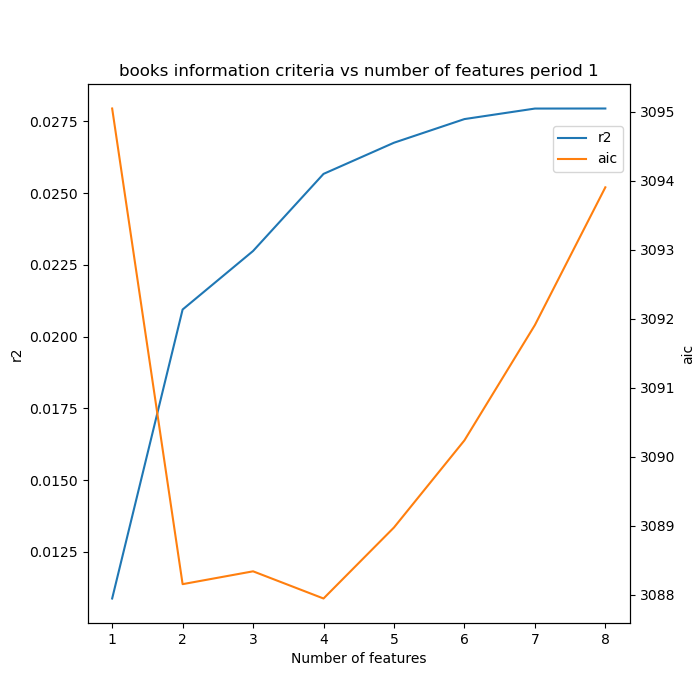 books information criteria vs number of features period 1
0.0275
0.0250
0.0225
0.0200
0.0175
0.0150
0.0125
r2
3095
3094
3093
3092
3091
3090
3089
3088
aic
r2
aic
1 2 3 4 5 6 7 8
Number of features